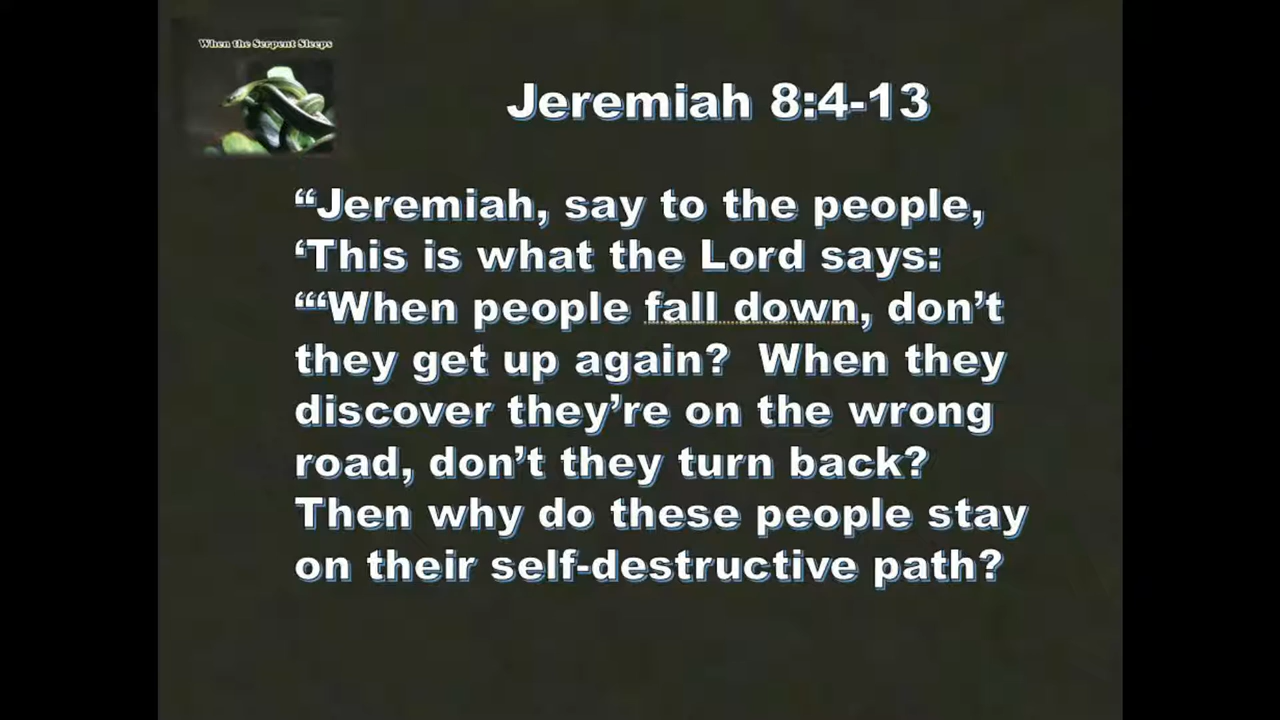 When the Serpent Sleeps
Jeremiah 8:4-13
“Jeremiah, say to the people,
‘This is what the Lord says:
“‘When people fall down, don’t
they get up again?  When they
discover they’re on the wrong
road, don’t they turn back?
Then why do these people stay
on their self-destructive path?